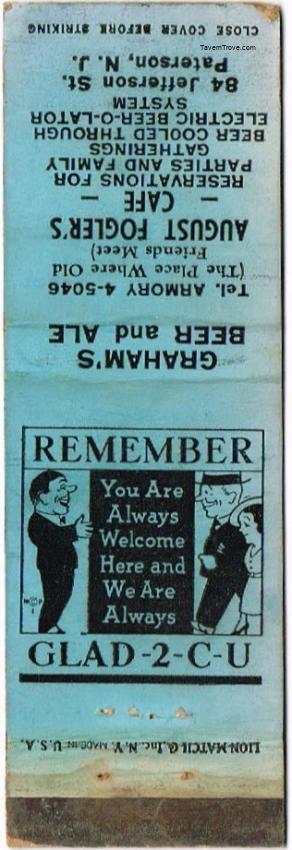 TavernTrove.com
GRAHAM'S
BEER and ALE
Tel. ARMORY 4-5046
(The Place Where Old
Friends Meet)
AUGUST FOGLER'S
— CAFE —
RESERVATIONS FOR
PARTIES AND FAMILY
GATHERINGS
BEER COOLED THROUGH
ELECTRIC BEER-O-LATOR
SYSTEM
84 Jefferson St.
Paterson, N. J.
CLOSE COVER BEFORE STRIKING
REMEMBER
You Are
Always
Welcome
Here and
We Are
Always
GLAD-2-C-U
LION MATCH Co. Inc. N.Y. MADE IN U.S.A.